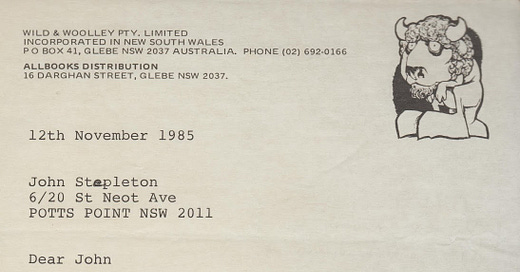 WILD & WOOLLEY PTY. LIMITED
INCORPORATED IN NEW SOUTH WALES
P O BOX 41, GLEBE NSW 2037 AUSTRALIA. PHONE (02) 692-0166
ALLBOOKS DISTRIBUTION
16 DARGHAN STREET, GLEBE NSW 2037.
12th November 1985
John Stapleton
6/20 St Neot Ave
POTTS POINT NSW 2011
Dear John